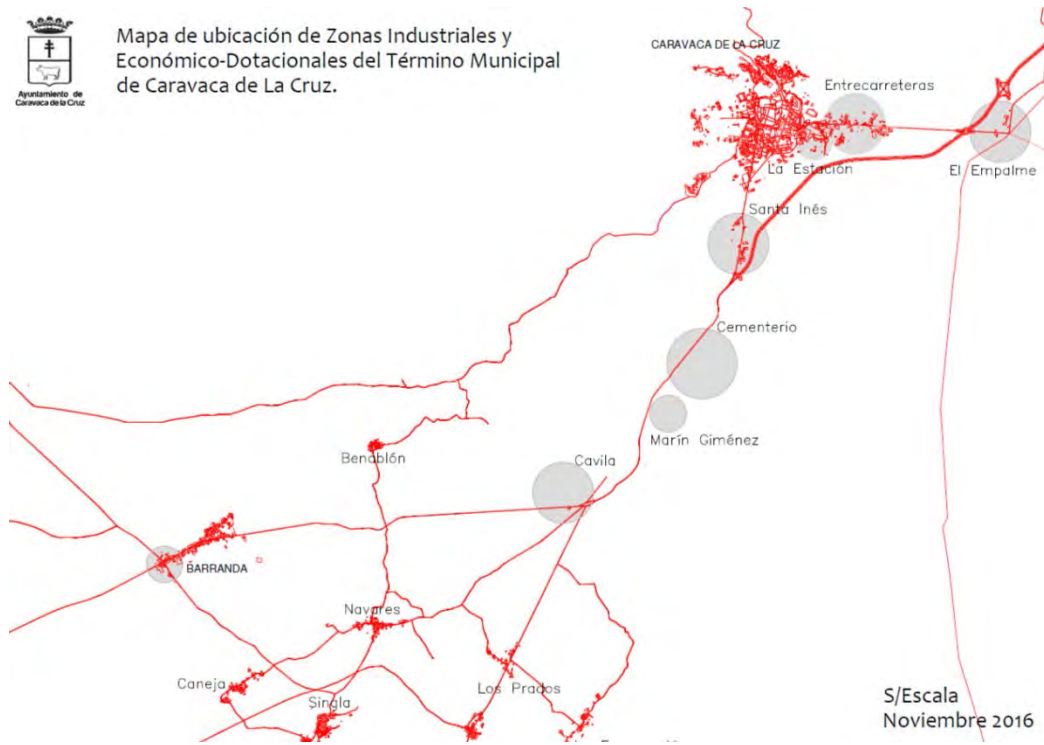 Mapa de ubicación de Zonas Industriales y
Económico-Dotacionales del Término Municipal
de Caravaca de La Cruz.
Ayuntamiento de
Caravaca de la Cruz
CARAVACA DE LA CRUZ
Entrecarreteras
La Estación
El Empalme
Santa Inés
Cementerio
Marín Giménez
Benablón
Cavila
BARRANDA
Navares
Caneja
Los Prados
Singla
S/Escala
Noviembre 2016